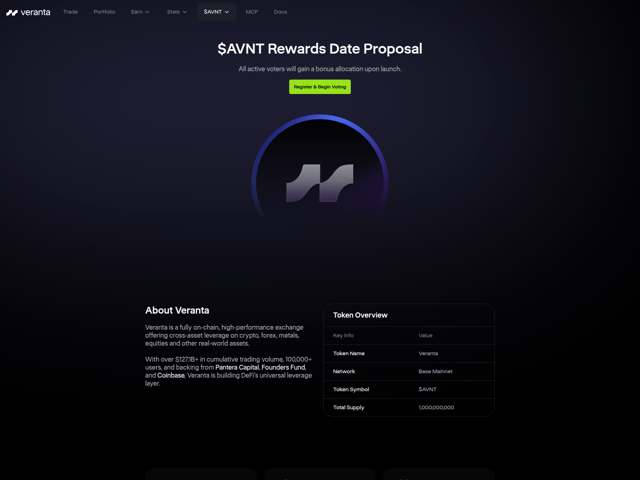 veranta
Trade
Portfolio
Earn
Stats
$AVNT
MCP
Docs
$AVNT Rewards Date Proposal
All active voters will gain a bonus allocation upon launch.
Register & Begin Voting
About Veranta
Veranta is a fully on-chain, high-performance exchange
offering cross-asset leverage on crypto, forex, metals,
equities and other real-world assets.
With over $127.1B+ in cumulative trading volume, 100,000+
users, and backing from Pantera Capital, Founders Fund,
and Coinbase, Veranta is building DeFi's universal leverage
layer.
Token Overview
Key Info Value
Token Name Veranta
Network Base Mainnet
Token Symbol $AVNT
Total Supply 1,000,000,000